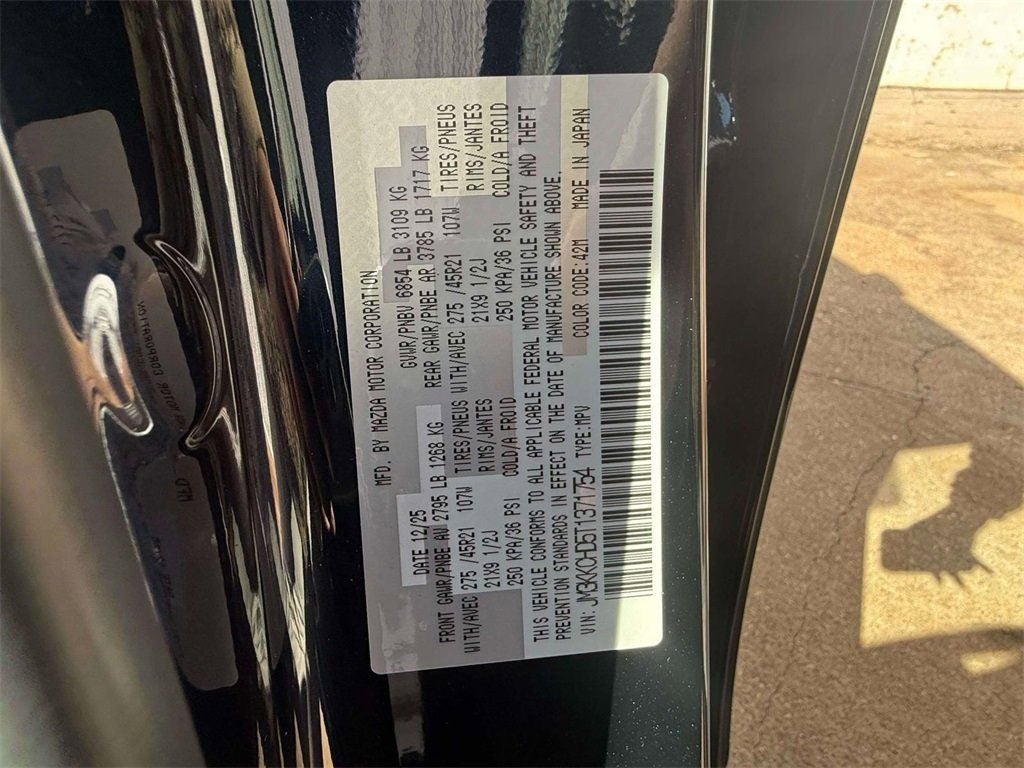 MFD. BY MAZDA MOTOR CORPORATION
DATE 12/25 GVWR/PNBV 6854 LB 3109 KG
FRONT GAWR/PNBE AU 2795 LB 1268 KG REAR GAWR/PNBE AR 3785 LB 1717 KG
WITH/AVEC 275 /45R21 107W TIRES/PNEUS WITH/AVEC 275 /45R21 107W TIRES/PNEUS
21X9 1/2J RIMS/JANTES 21X9 1/2J RIMS/JANTES
250 KPA/36 PSI COLD/A FROID 250 KPA/36 PSI COLD/A FROID
THIS VEHICLE CONFORMS TO ALL APPLICABLE FEDERAL MOTOR VEHICLE SAFETY AND THEFT
PREVENTION STANDARDS IN EFFECT ON THE DATE OF MANUFACTURE SHOWN ABOVE.
VIN:JM3KKCHD5T1371754 TYPE:MPV COLOR CODE:42M MADE IN JAPAN